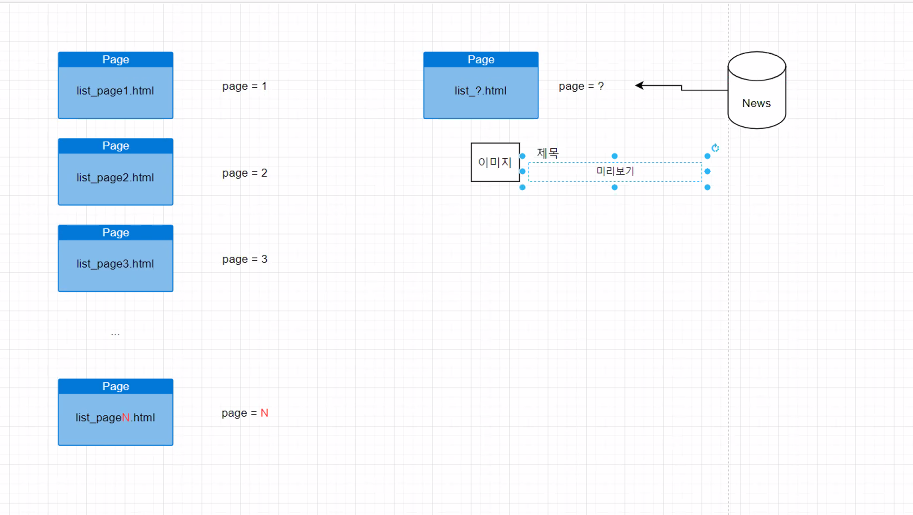 Page
list_page1.html
page = 1
Page
list_page2.html
page = 2
Page
list_page3.html
page = 3
...
Page
list_pageN.html
page = N
Page
list_?.html
page = ?
News
이미지
제목
미리보기